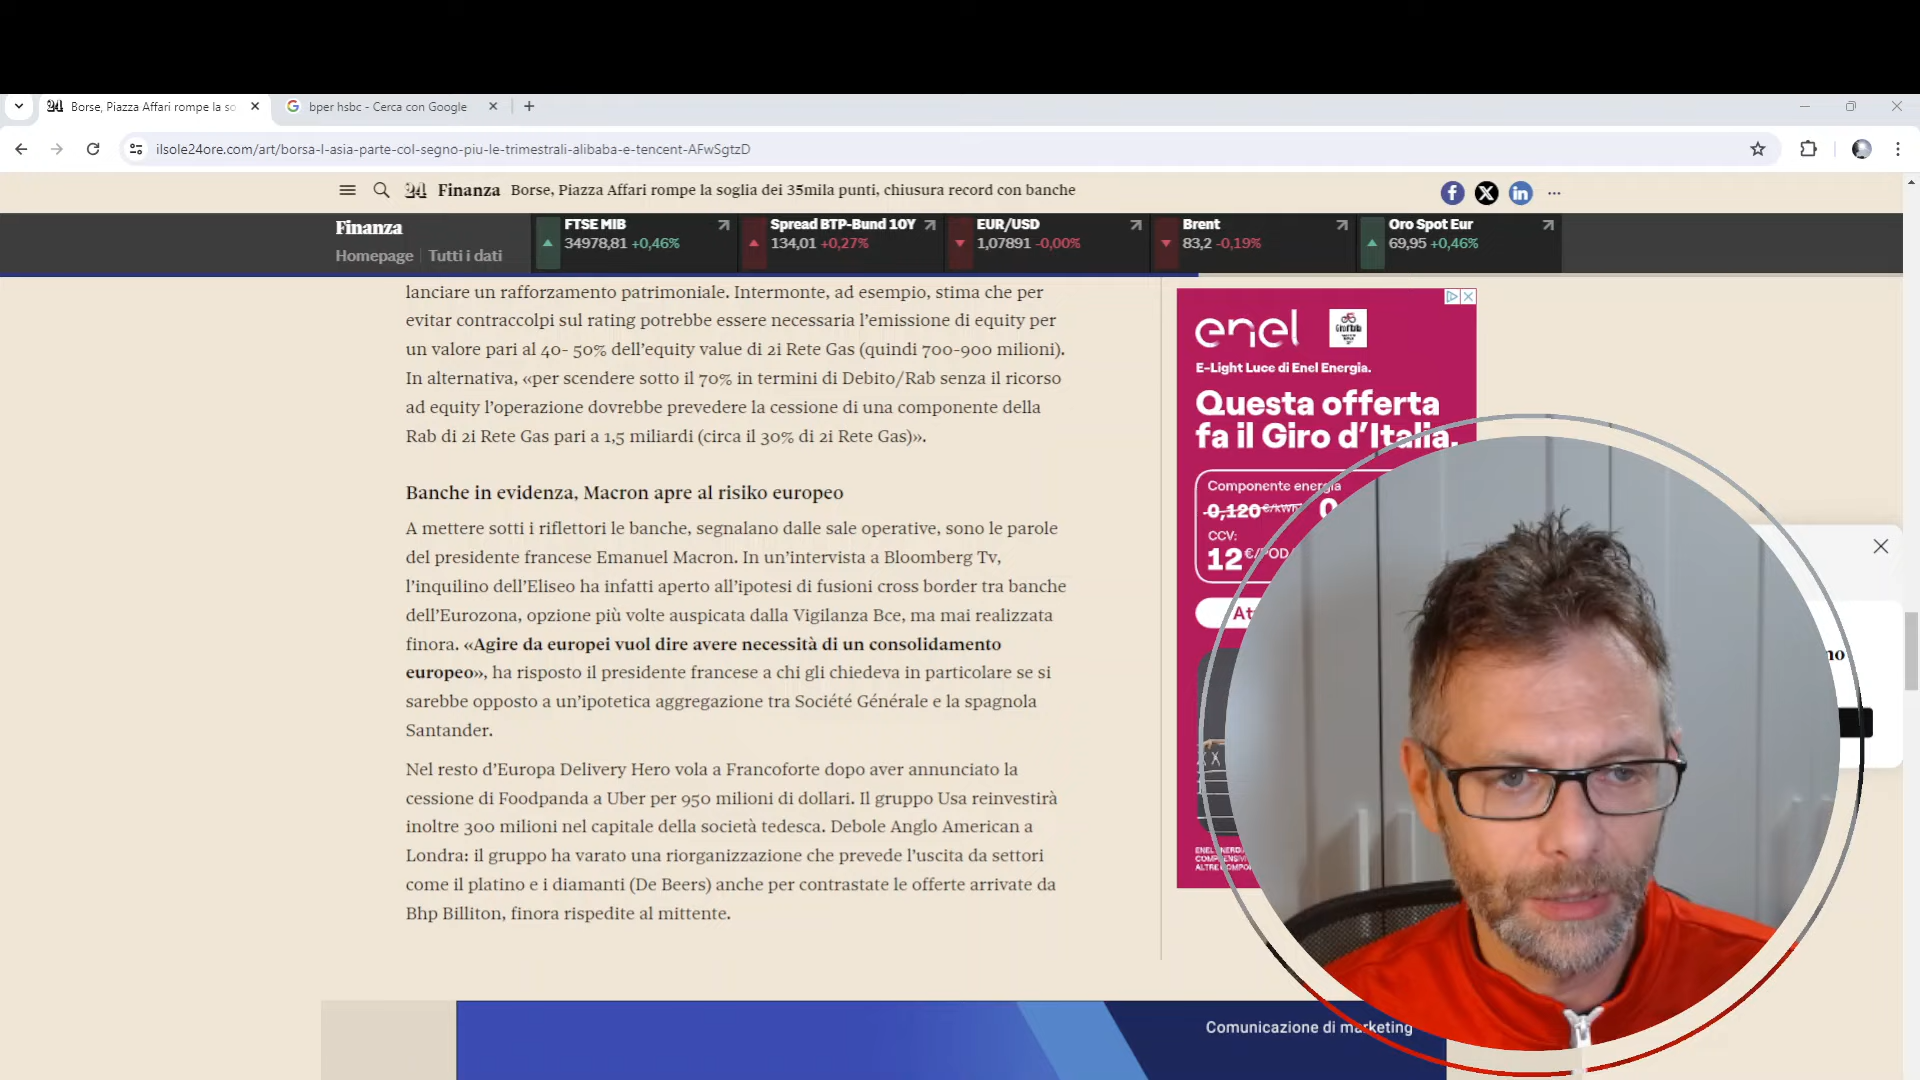 Borse, Piazza Affari rompe la so
bper hsbc - Cerca con Google
ilsole24ore.com/art/borsa-l-asia-parte-col-segno-piu-le-trimestrali-alibaba-e-tencent-AFwSgtzD
24 Finanza Borse, Piazza Affari rompe la soglia dei 35mila punti, chiusura record con banche
Finanza
Homepage Tutti i dati
FTSE MIB
34978,81 +0,46%
Spread BTP-Bund 10Y
134,01 +0,27%
EUR/USD
1,07891 -0,00%
Brent
83,2 -0,19%
Oro Spot Eur
69,95 +0,46%
lanciare un rafforzamento patrimoniale. Intermonte, ad esempio, stima che per
evitar contraccolpi sul rating potrebbe essere necessaria l’emissione di equity per
un valore pari al 40- 50% dell’equity value di 2i Rete Gas (quindi 700-900 milioni).
In alternativa, «per scendere sotto il 70% in termini di Debito/Rab senza il ricorso
ad equity l’operazione dovrebbe prevedere la cessione di una componente della
Rab di 2i Rete Gas pari a 1,5 miliardi (circa il 30% di 2i Rete Gas)».
Banche in evidenza, Macron apre al risiko europeo
A mettere sotti i riflettori le banche, segnalano dalle sale operative, sono le parole
del presidente francese Emanuel Macron. In un’intervista a Bloomberg Tv,
l’inquilino dell’Eliseo ha infatti aperto all’ipotesi di fusioni cross border tra banche
dell’Eurozona, opzione più volte auspicata dalla Vigilanza Bce, ma mai realizzata
finora. «Agire da europei vuol dire avere necessità di un consolidamento
europeo», ha risposto il presidente francese a chi gli chiedeva in particolare se si
sarebbe opposto a un’ipotetica aggregazione tra Société Générale e la spagnola
Santander.
Nel resto d’Europa Delivery Hero vola a Francoforte dopo aver annunciato la
cessione di Foodpanda a Uber per 950 milioni di dollari. Il gruppo Usa reinvestirà
inoltre 300 milioni nel capitale della società tedesca. Debole Anglo American a
Londra: il gruppo ha varato una riorganizzazione che prevede l’uscita da settori
come il platino e i diamanti (De Beers) anche per contrastate le offerte arrivate da
Bhp Billiton, finora rispedite al mittente.
enel
Giro d'Italia
E-Light Luce di Enel Energia.
Questa offerta
fa il Giro d’Italia.
Componente energia
0,120 €/kWh 0
CCV:
12 €/POD/
Comunicazione di marketing